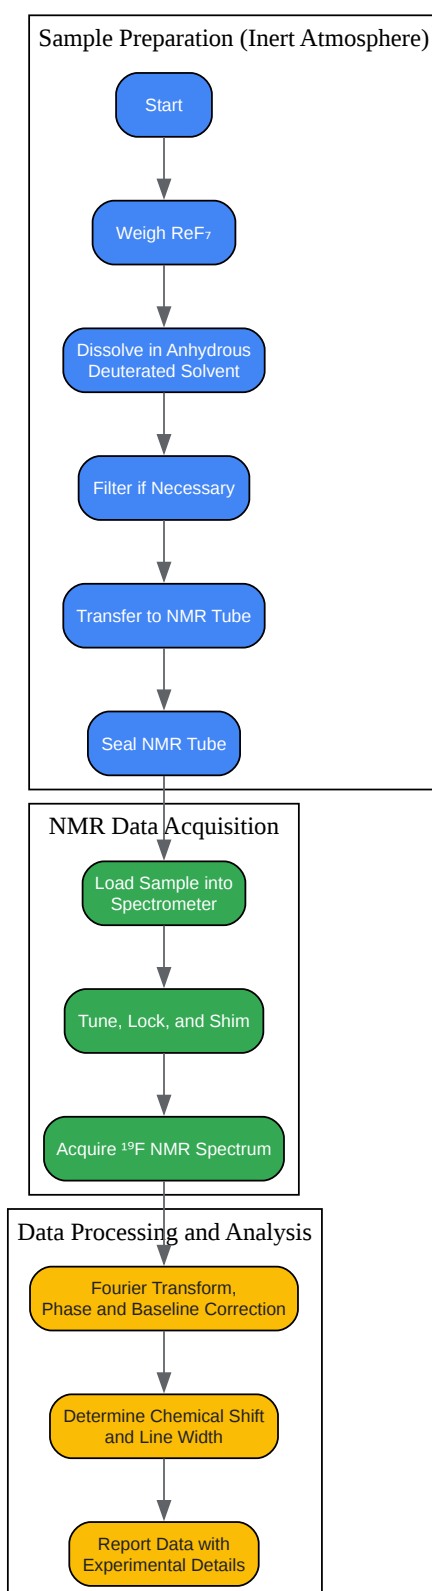 Sample Preparation (Inert Atmosphere)
Start
Weigh ReF₇
Dissolve in Anhydrous
Deuterated Solvent
Filter if Necessary
Transfer to NMR Tube
Seal NMR Tube
NMR Data Acquisition
Load Sample into
Spectrometer
Tune, Lock, and Shim
Acquire ¹⁹F NMR Spectrum
Data Processing and Analysis
Fourier Transform,
Phase and Baseline Correction
Determine Chemical Shift
and Line Width
Report Data with
Experimental Details